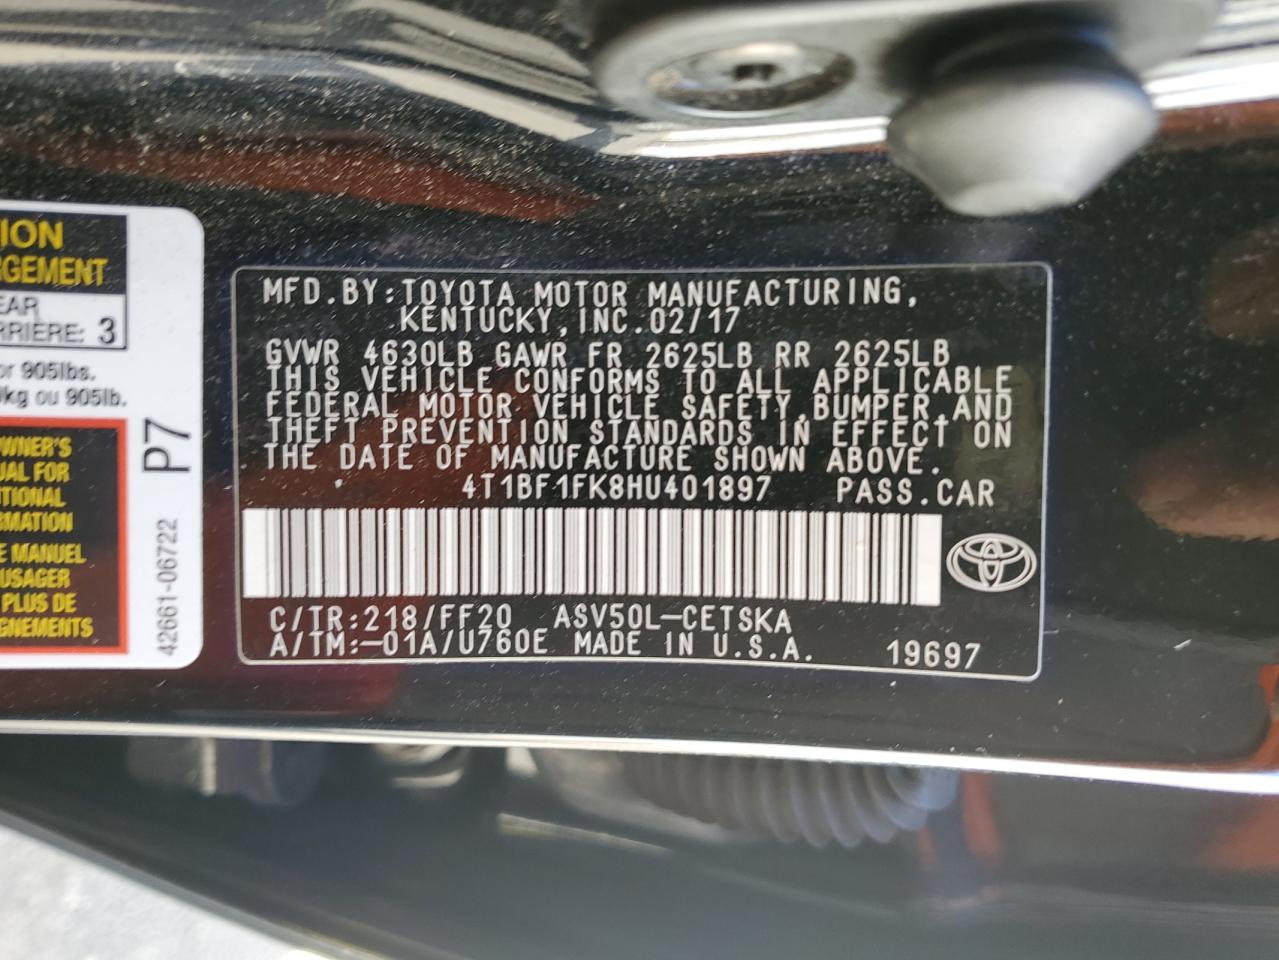 ION
RGEMENT
EAR
RRIERE: 3
or 905lbs.
kg ou 905lb.
OWNER'S
UAL FOR
ITIONAL
RMATION
E MANUEL
USAGER
PLUS DE
GNEMENTS
P7
42661-06722
MFD.BY:TOYOTA MOTOR MANUFACTURING,
KENTUCKY,INC.02/17
GVWR 4630LB GAWR FR 2625LB RR 2625LB
THIS VEHICLE CONFORMS TO ALL APPLICABLE
FEDERAL MOTOR VEHICLE SAFETY,BUMPER,AND
THEFT PREVENTION STANDARDS IN EFFECT ON
THE DATE OF MANUFACTURE SHOWN ABOVE.
4T1BF1FK8HU401897 PASS.CAR
C/TR:218/FF20 ASV50L-CETSKA
A/TM:-01A/U760E MADE IN U.S.A. 19697